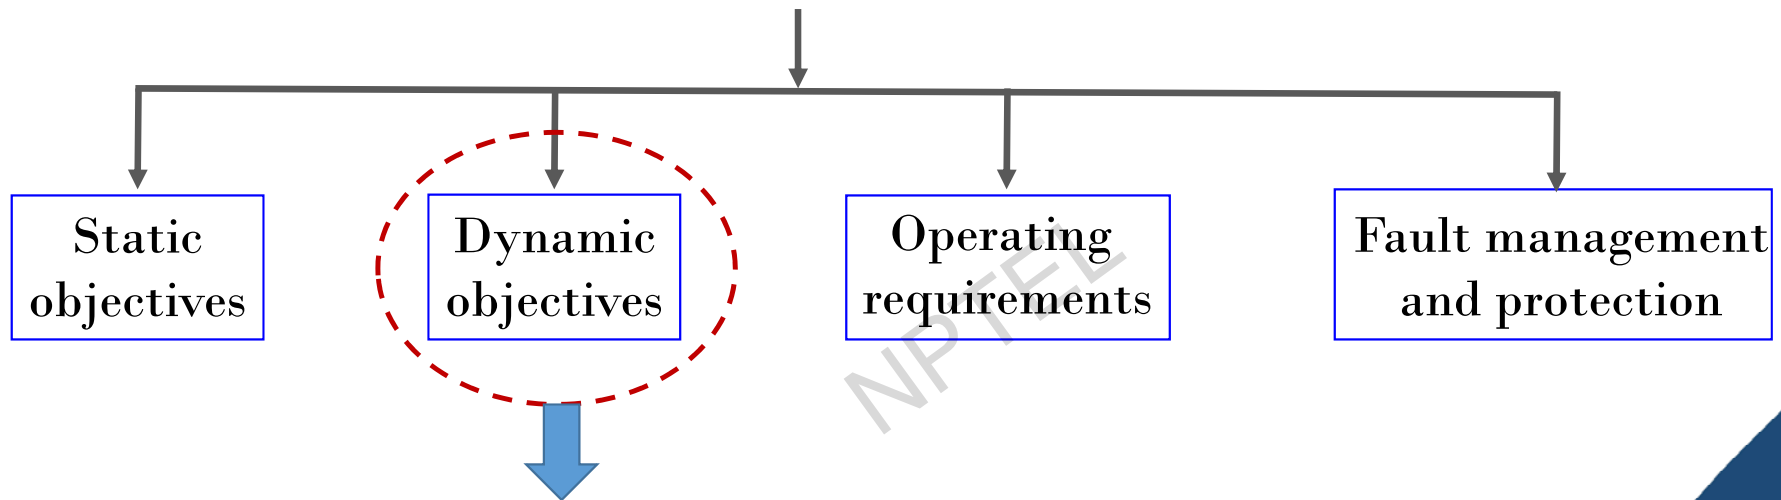 Static
objectives
Dynamic
objectives
Operating
requirements
Fault management
and protection
NPTEL